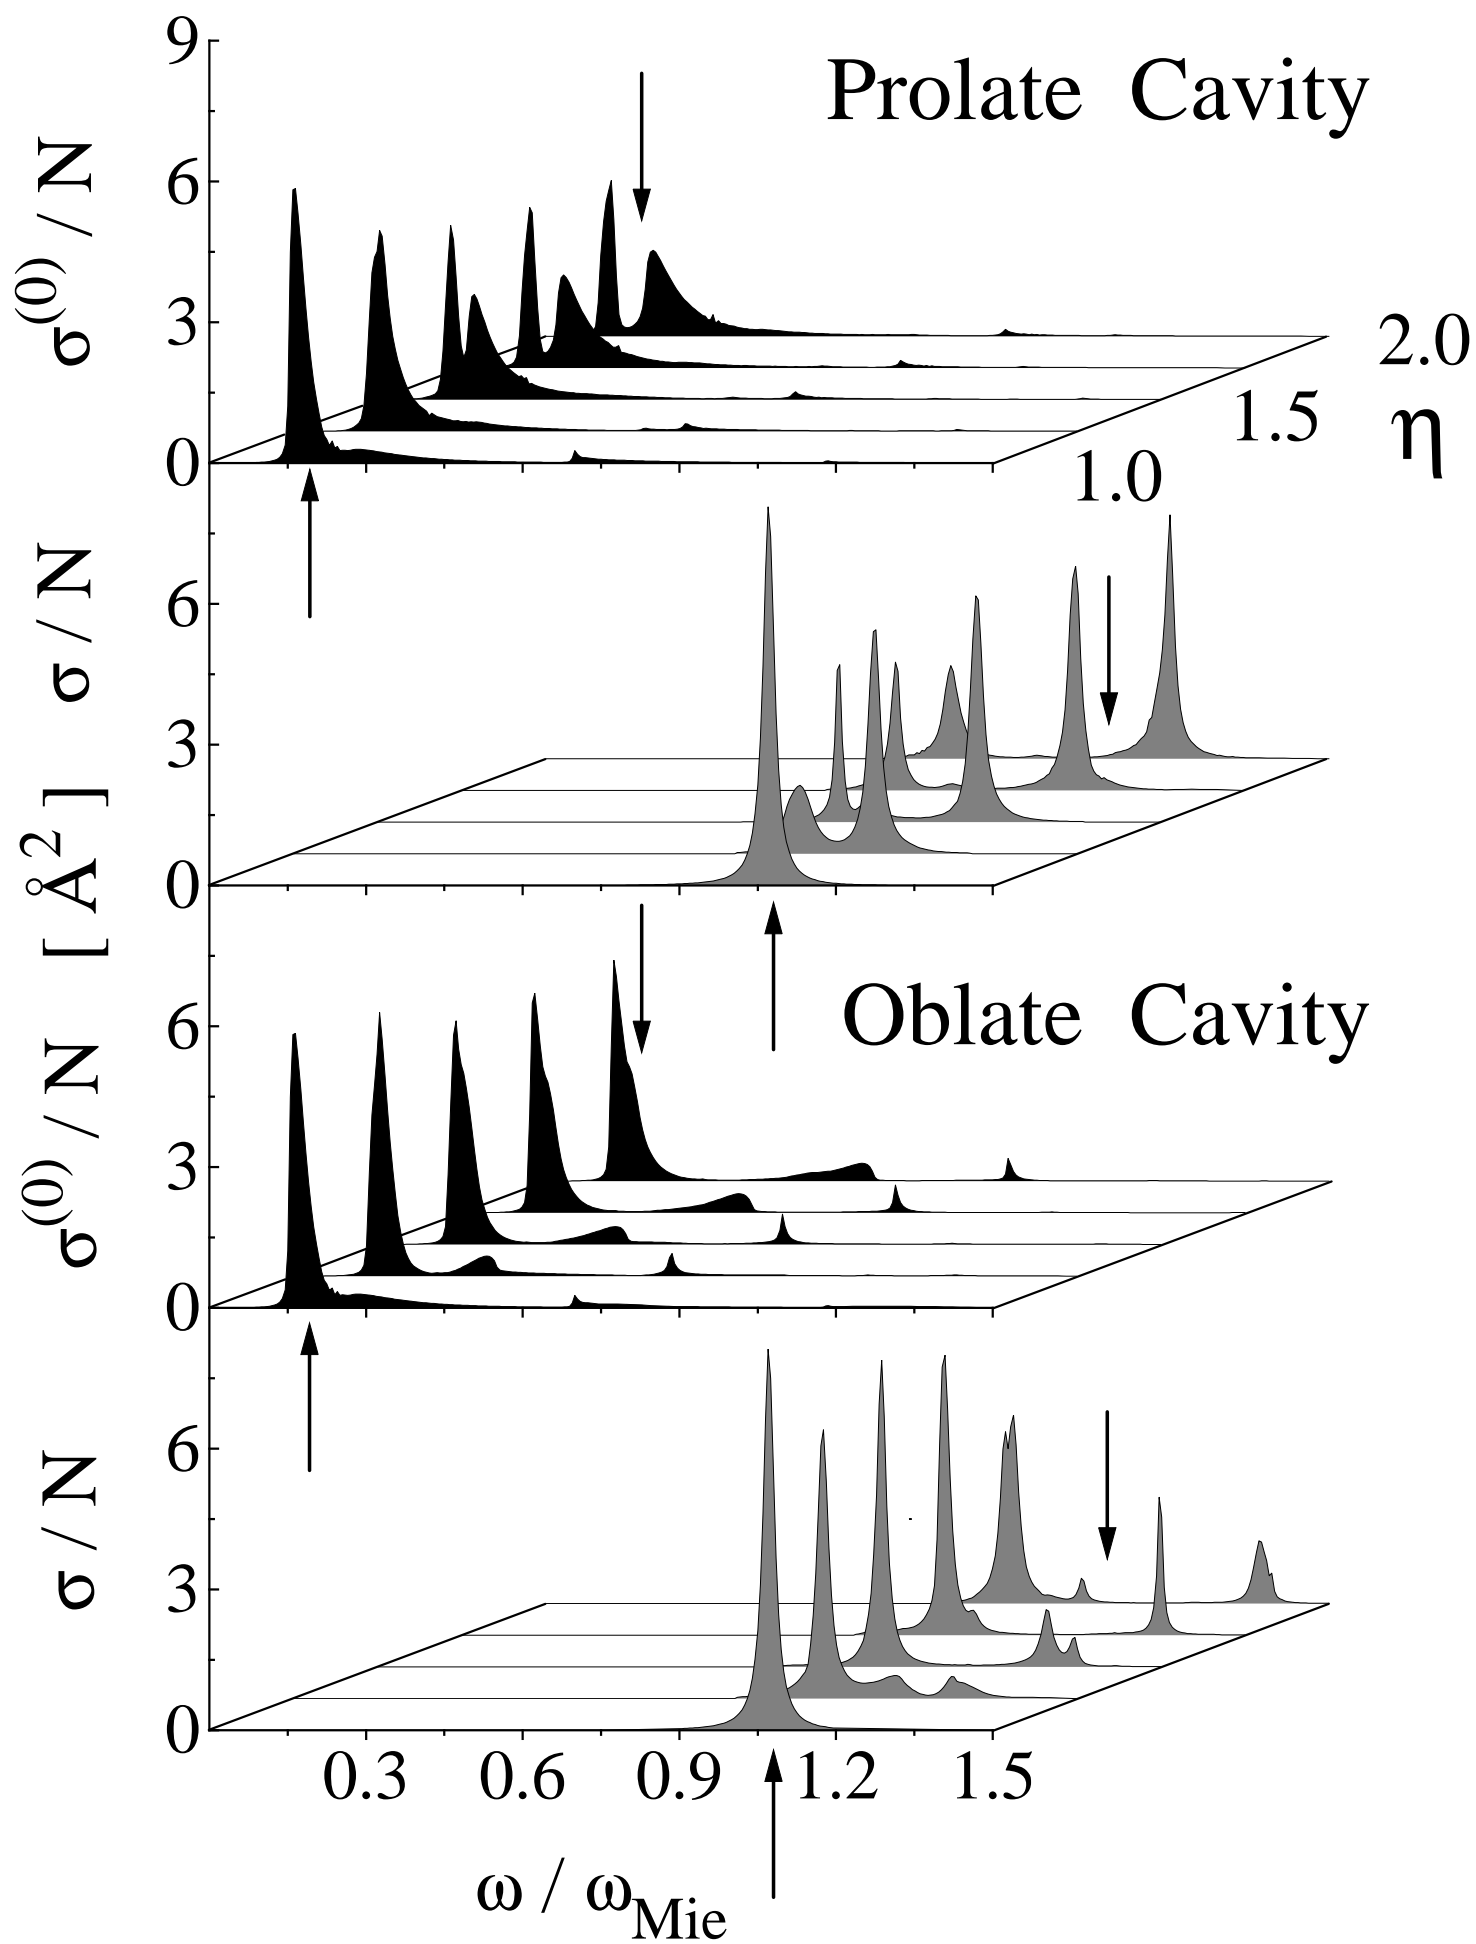 9
Prolate Cavity
σ(0) / N
6
3
0
2.0
1.5
η
1.0
σ / N
6
3
0
[ Å2 ]
Oblate Cavity
σ(0) / N
6
3
0
σ / N
6
3
0
0.3 0.6 0.9 1.2 1.5
ω / ωMie